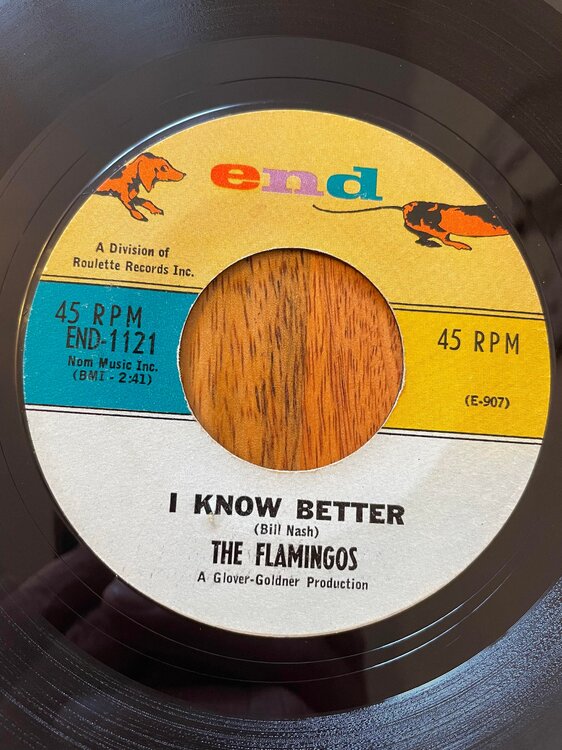 end
A Division of
Roulette Records Inc.
45 RPM
END-1121
Nom Music Inc.
(BMI - 2:41)
45 RPM
(E-907)
I KNOW BETTER
(Bill Nash)
THE FLAMINGOS
A Glover-Goldner Production